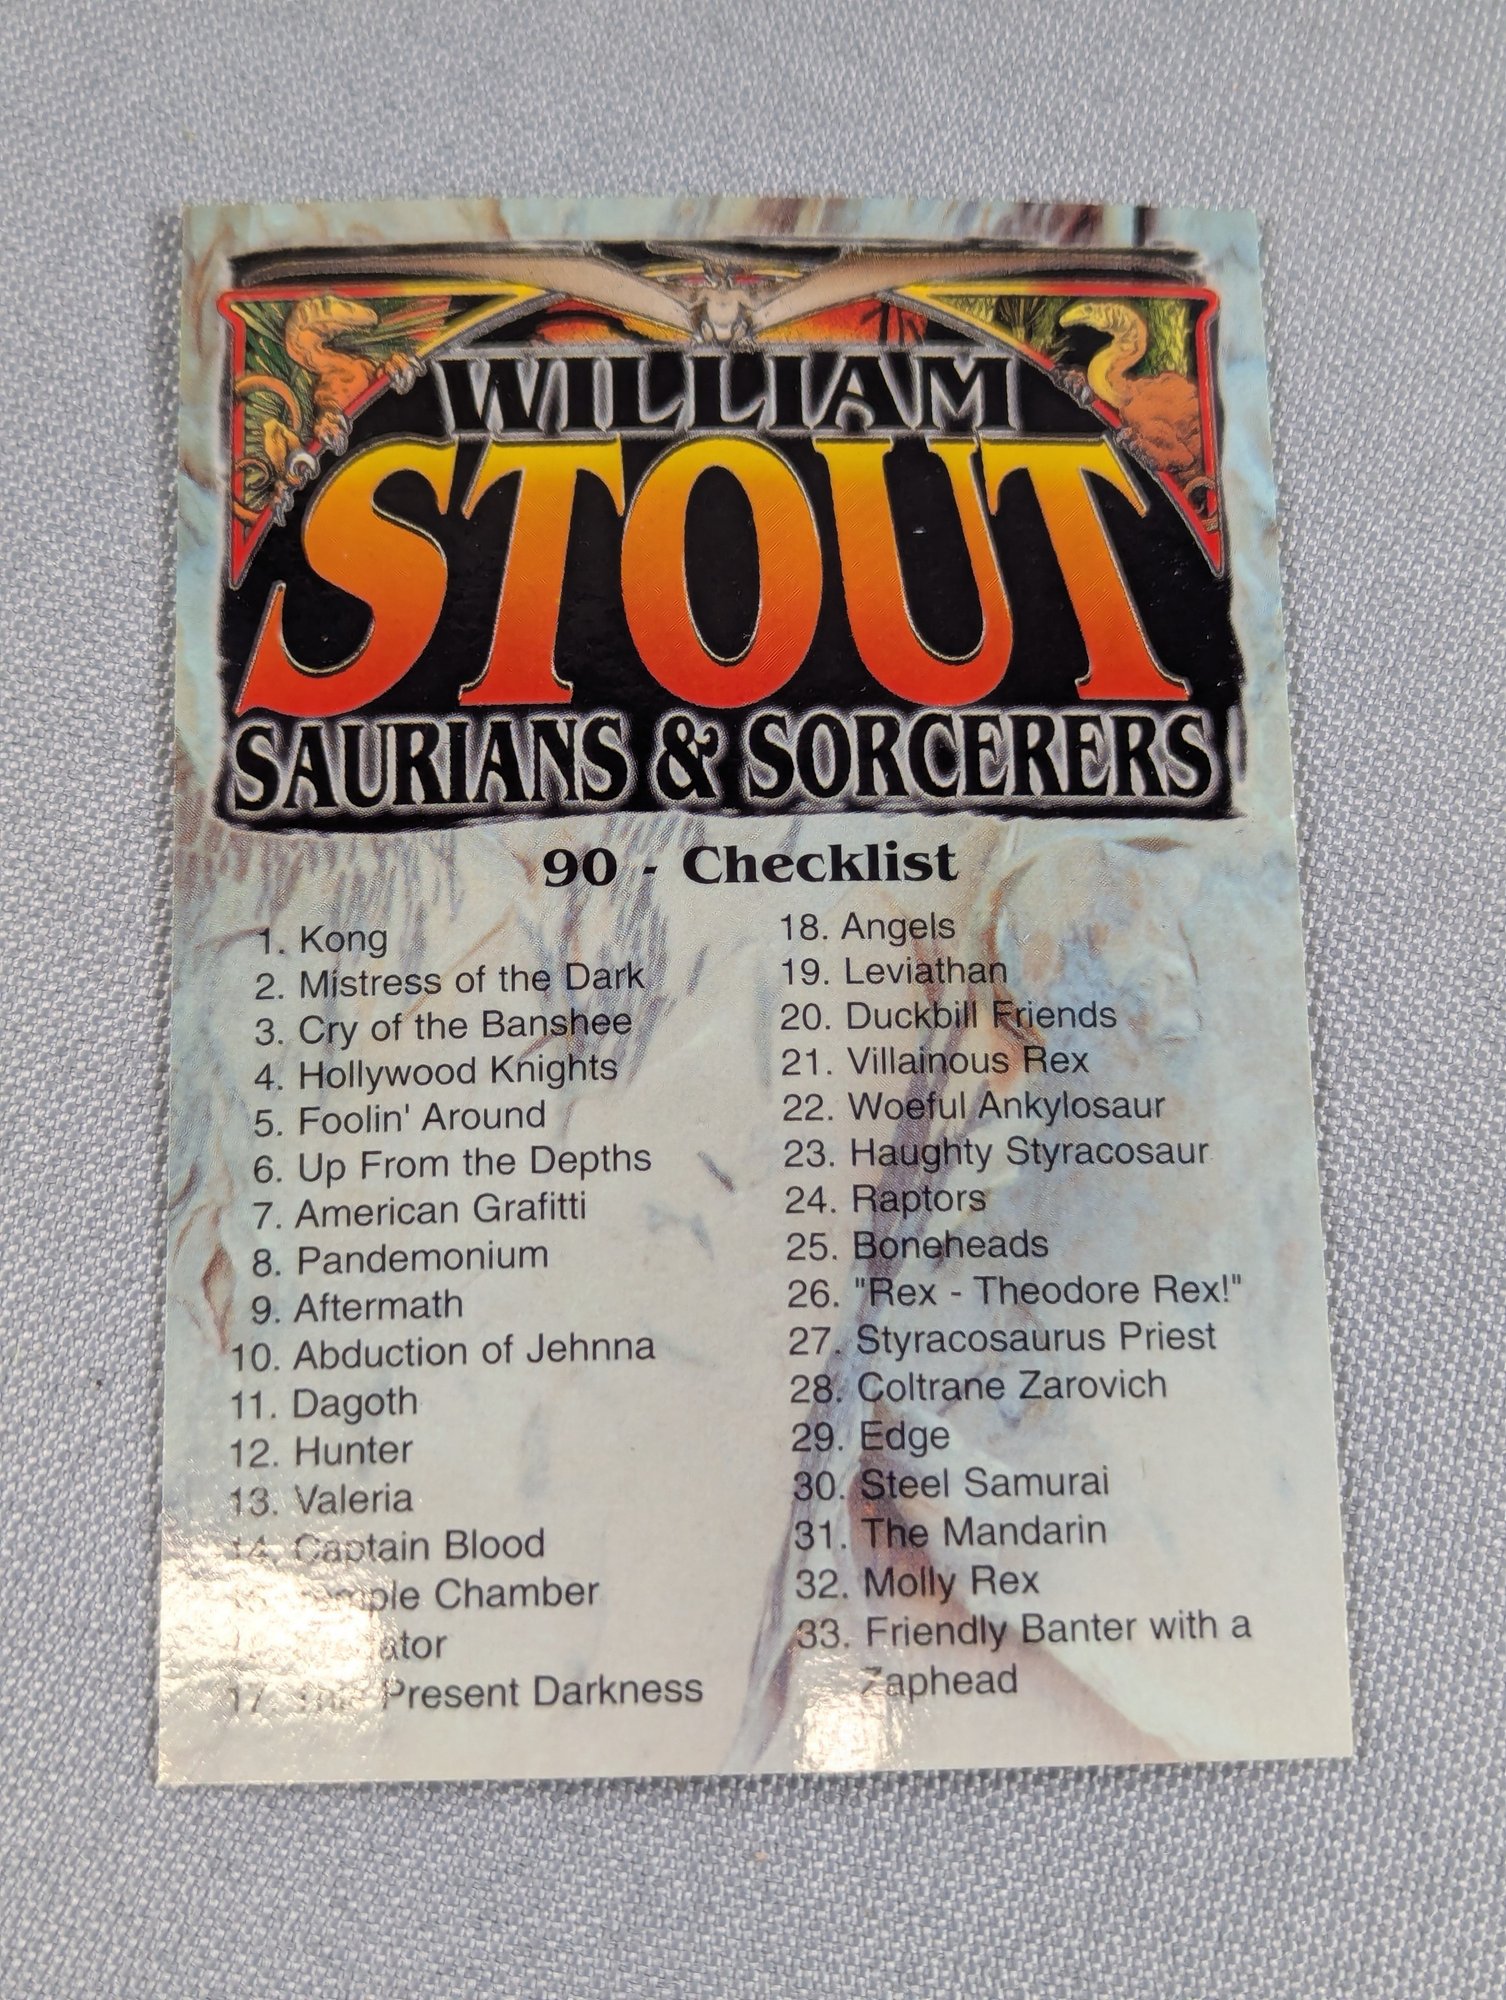 WILLIAM
STOUT
SAURIANS & SORCERERS
90 - Checklist
1. Kong
2. Mistress of the Dark
3. Cry of the Banshee
4. Hollywood Knights
5. Foolin' Around
6. Up From the Depths
7. American Grafitti
8. Pandemonium
9. Aftermath
10. Abduction of Jehnna
11. Dagoth
12. Hunter
13. Valeria
14. Captain Blood
Chamber
17. This Present Darkness
18. Angels
19. Leviathan
20. Duckbill Friends
21. Villainous Rex
22. Woeful Ankylosaur
23. Haughty Styracosaur
24. Raptors
25. Boneheads
26. "Rex - Theodore Rex!"
27. Styracosaurus Priest
28. Coltrane Zarovich
29. Edge
30. Steel Samurai
31. The Mandarin
32. Molly Rex
33. Friendly Banter with a
Zaphead